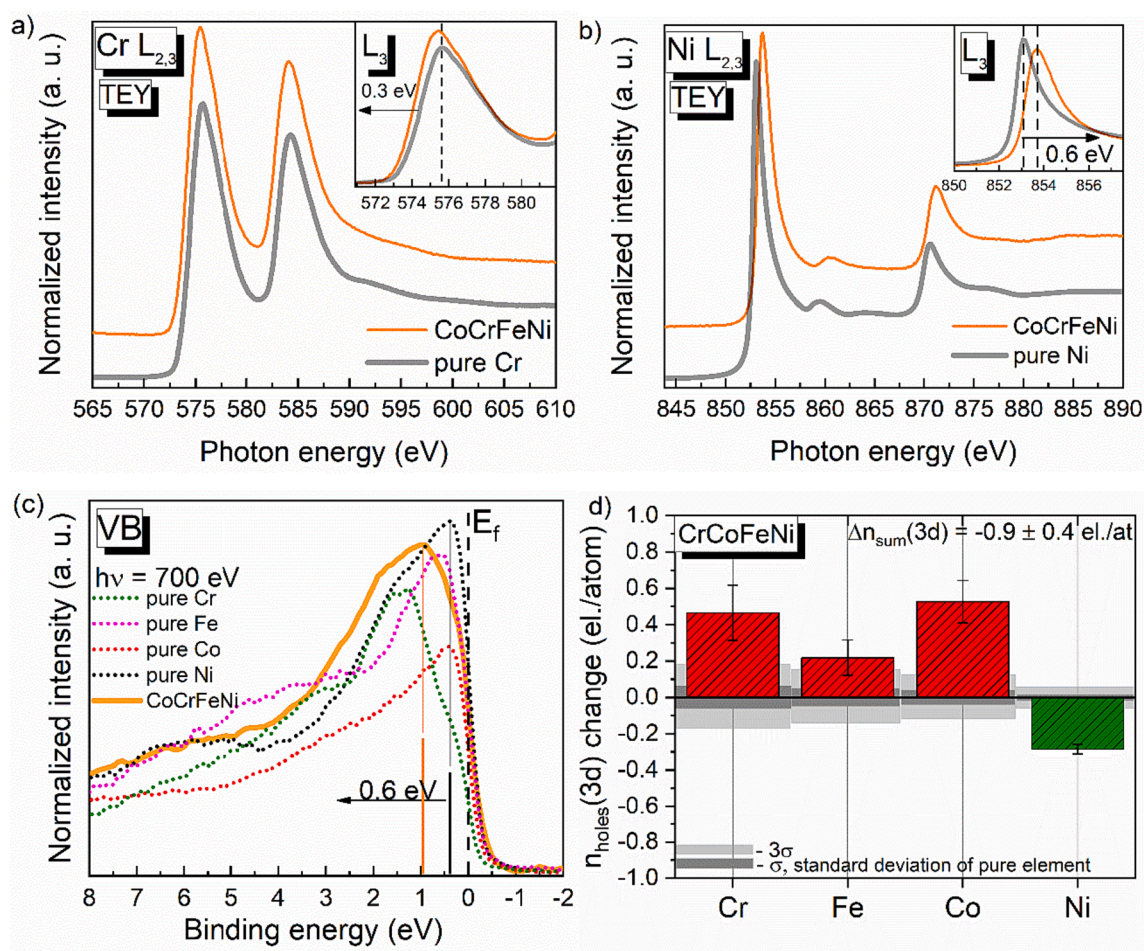 a)
Cr L2,3
TEY
L3
0.3 eV
572 574 576 578 580
CoCrFeNi
pure Cr
565 570 575 580 585 590 595 600 605 610
Photon energy (eV)
Normalized intensity (a. u.)
b)
Ni L2,3
TEY
L3
0.6 eV
850 852 854 856
CoCrFeNi
pure Ni
845 850 855 860 865 870 875 880 885 890
Photon energy (eV)
Normalized intensity (a. u.)
(c)
VB
Ef
hν = 700 eV
pure Cr
pure Fe
pure Co
pure Ni
CoCrFeNi
0.6 eV
8 7 6 5 4 3 2 1 0 -1 -2
Binding energy (eV)
Normalized intensity (a. u.)
d)
CrCoFeNi
Δnsum(3d) = -0.9 ± 0.4 el./at
1.0
0.8
0.6
0.4
0.2
0.0
-0.2
-0.4
-0.6
-0.8
-1.0
- 3σ
- σ, standard deviation of pure element
Cr Fe Co Ni
nholes(3d) change (el./atom)